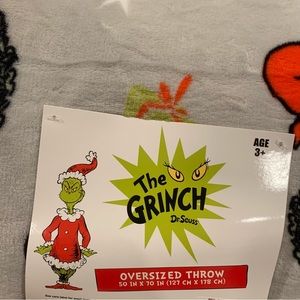 The
GRINCH
Dr. Seuss
AGE
3+
OVERSIZED THROW
50 IN X 70 IN (127 CM X 178 CM)